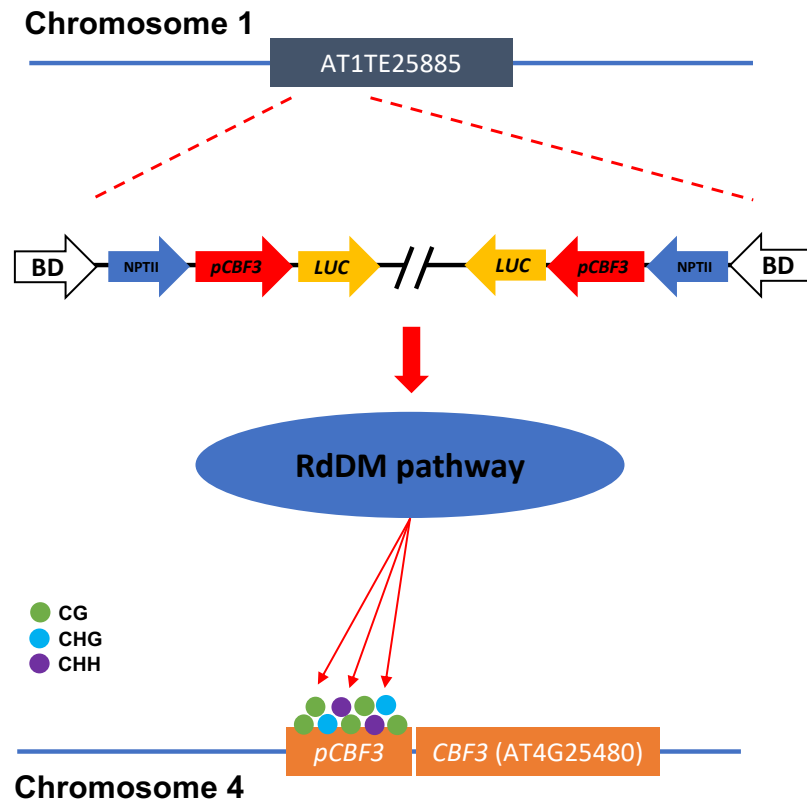 Chromosome 1
AT1TE25885
BD NPTII pCBF3 LUC LUC pCBF3 NPTII BD
RdDM pathway
CG
CHG
CHH
pCBF3 CBF3 (AT4G25480)
Chromosome 4